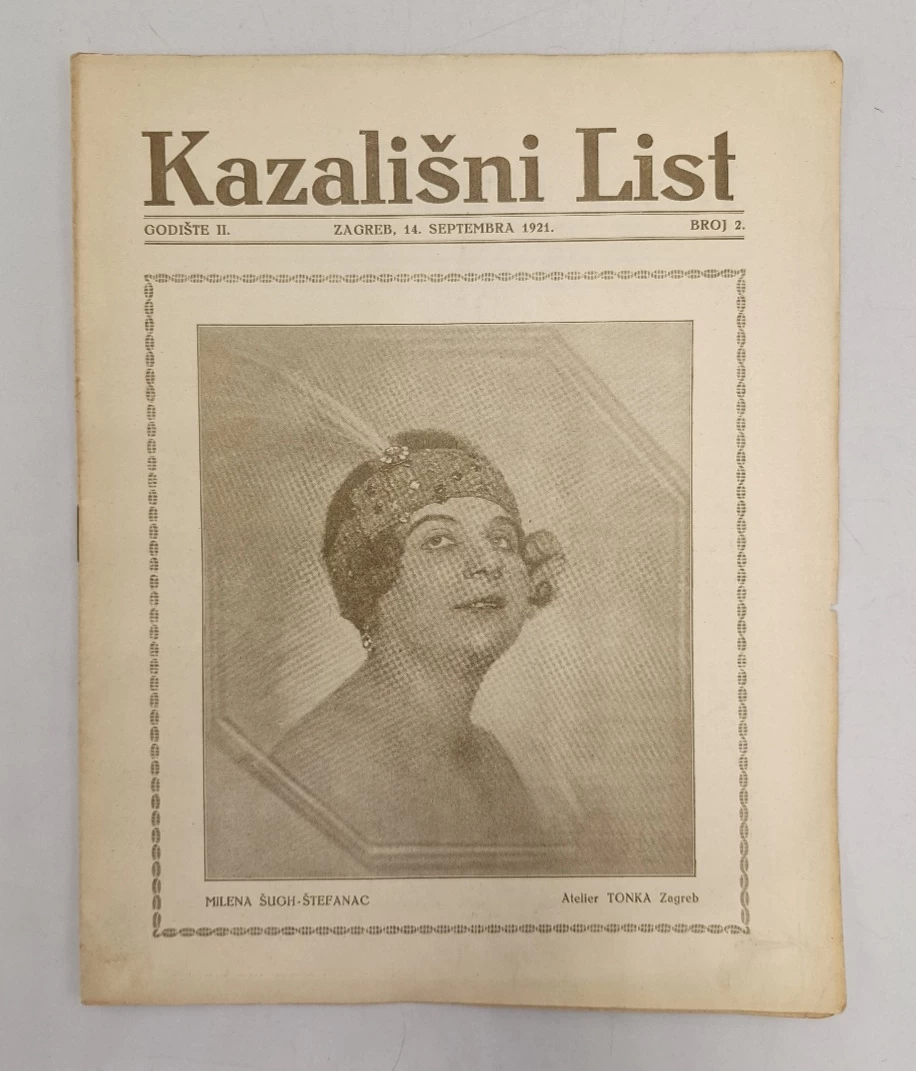 Kazališni List
GODIŠTE II. ZAGREB, 14. SEPTEMBRA 1921. BROJ 2.
MILENA ŠUGH-ŠTEFANAC Atelier TONKA Zagreb